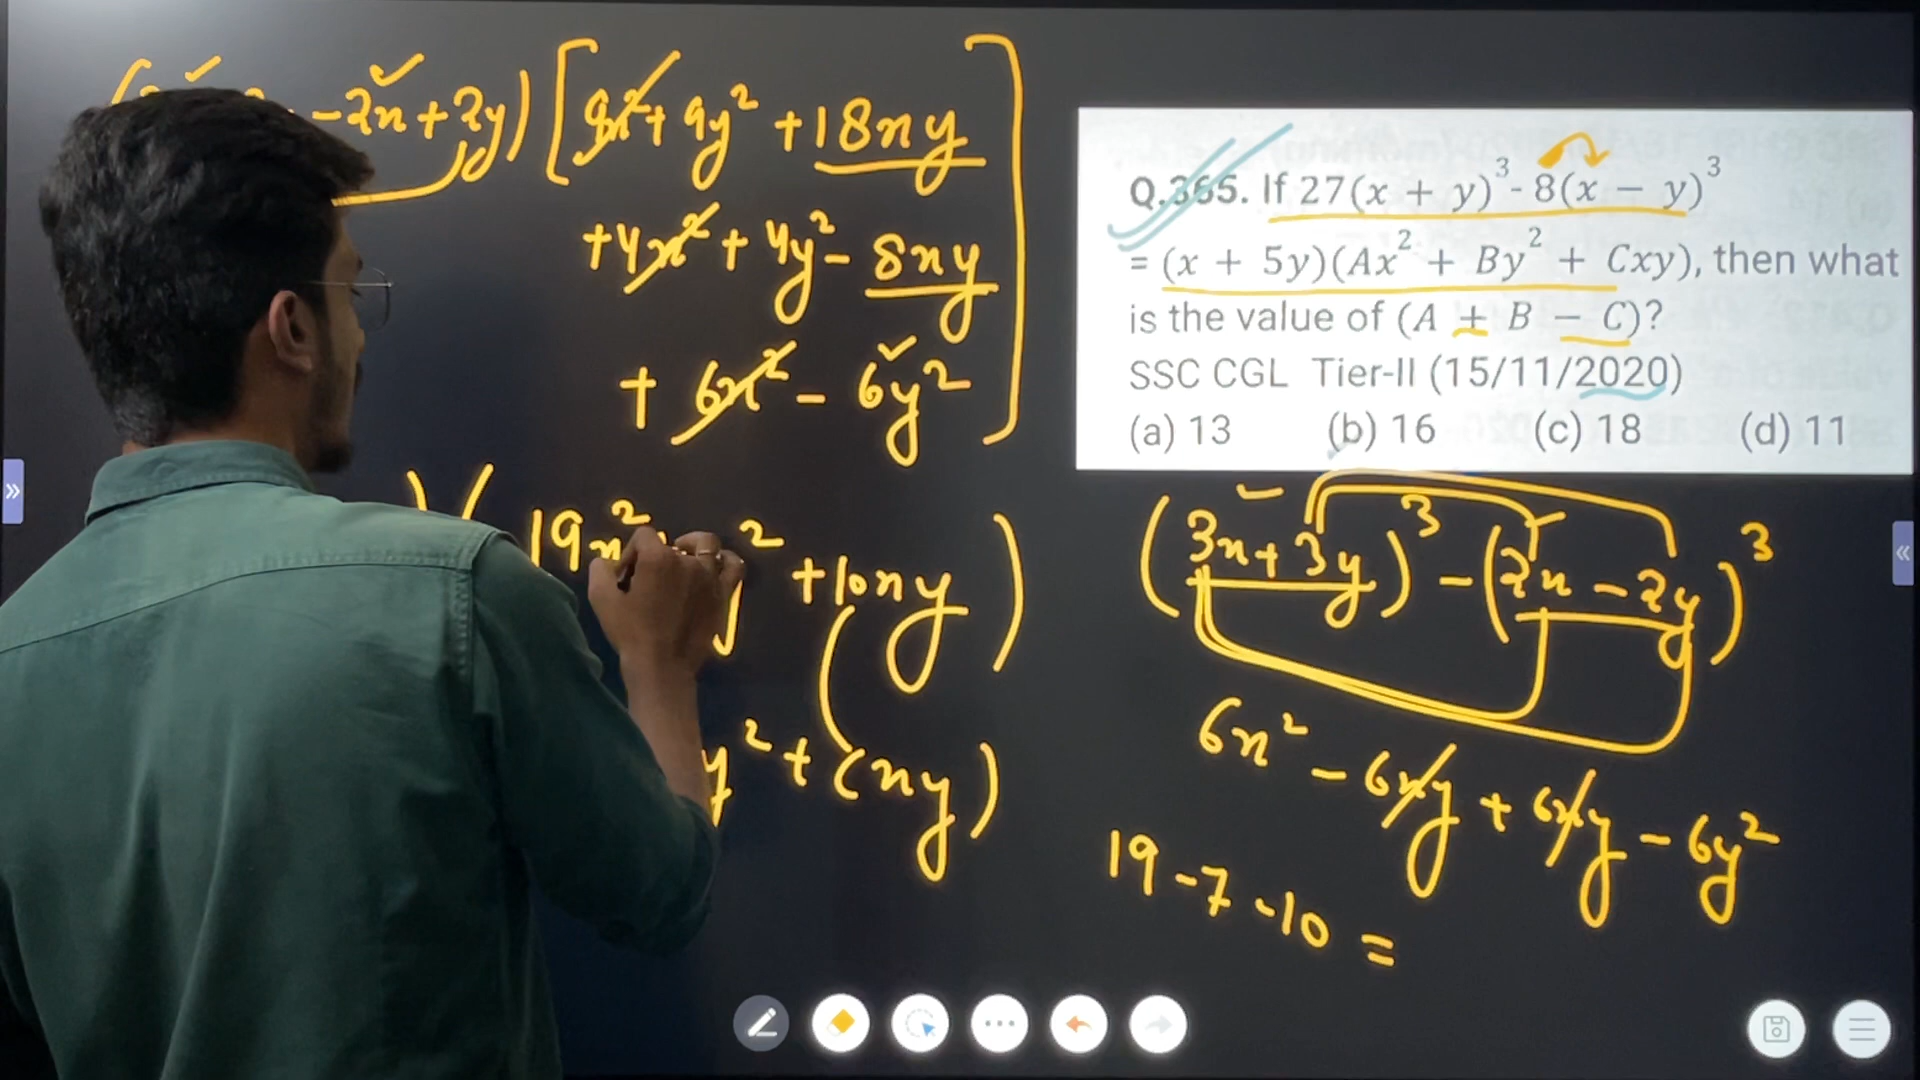 - 2x + 2y) [9x² + 9y² + 18xy
+ 4x² + 4y² - 8xy
+ 6x² - 6y²]
) ( 19x² y² + 10xy )
y² + Cxy )
Q.365. If 27(x + y)³ - 8(x − y)³
= (x + 5y)(Ax² + By² + Cxy), then what
is the value of (A + B − C)?
SSC CGL Tier-II (15/11/2020)
(a) 13 (b) 16 (c) 18 (d) 11
(3x + 3y)³ - (2x - 2y)³
6x² - 6xy + 6xy - 6y²
19 - 7 - 10 =